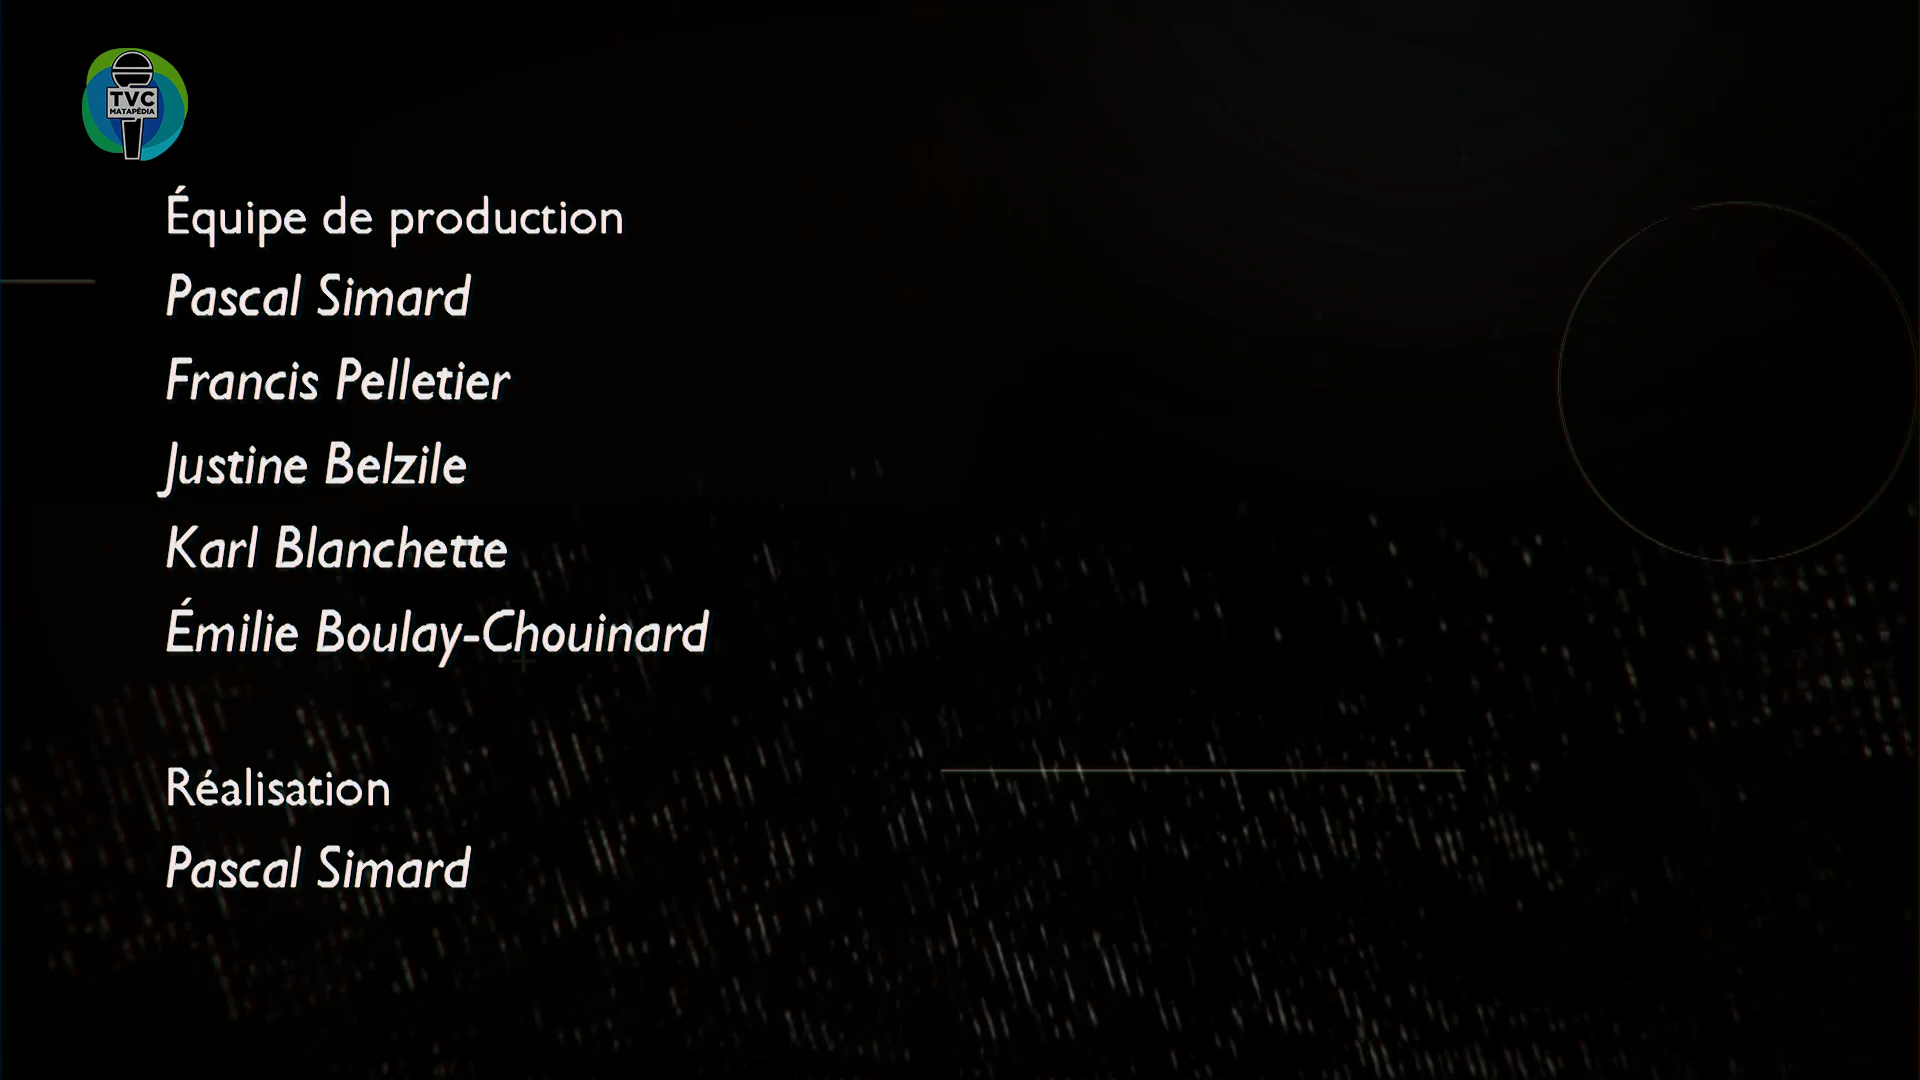 TVC
MATAPÉDIA
Équipe de production
Pascal Simard
Francis Pelletier
Justine Belzile
Karl Blanchette
Émilie Boulay-Chouinard
Réalisation
Pascal Simard